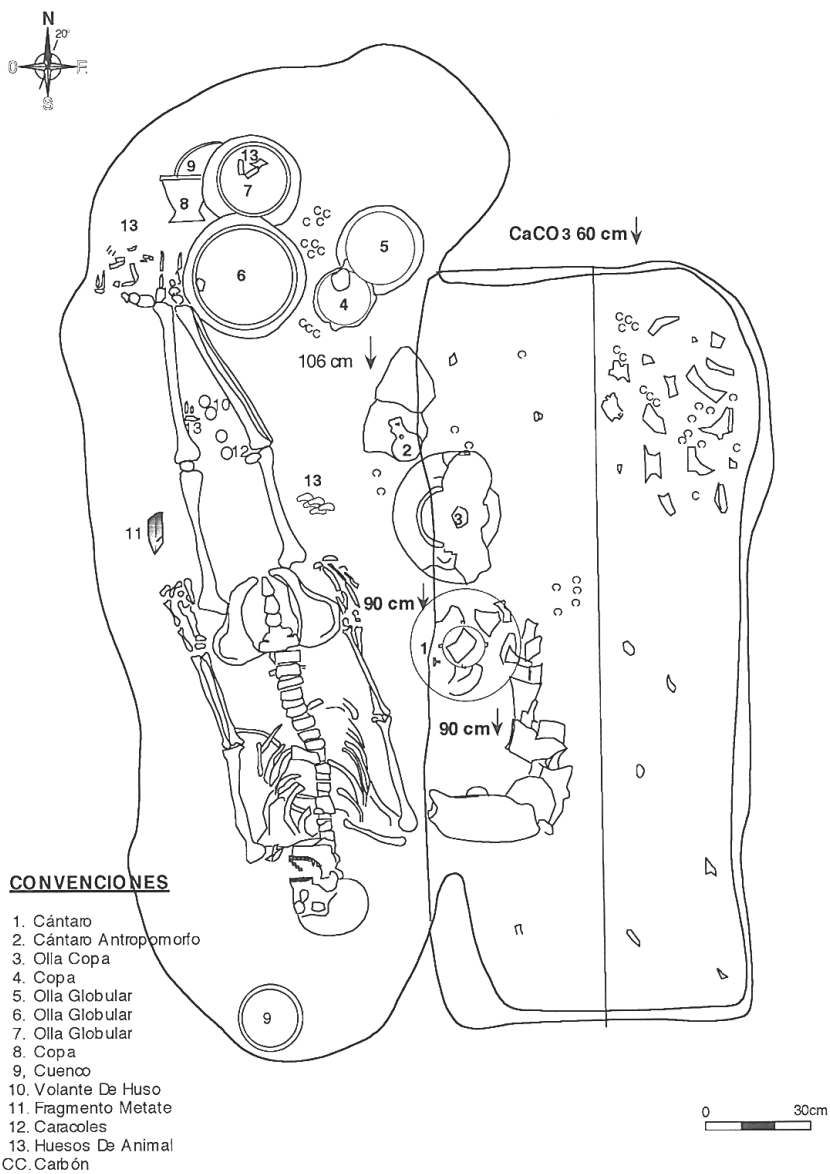 N
20°
O E
S
9
13
7
8
13
6
5
4
CaCO3 60 cm
C C C C C
C C C C C
C C C
106 cm
10
13
12
2
13
11
3
90 cm
1
90 cm
9
CONVENCIONES
1. Cántaro
2. Cántaro Antropomorfo
3. Olla Copa
4. Copa
5. Olla Globular
6. Olla Globular
7. Olla Globular
8. Copa
9, Cuenco
10. Volante De Huso
11. Fragmento Metate
12. Caracoles
13. Huesos De Animal
CC. Carbón
0 30cm